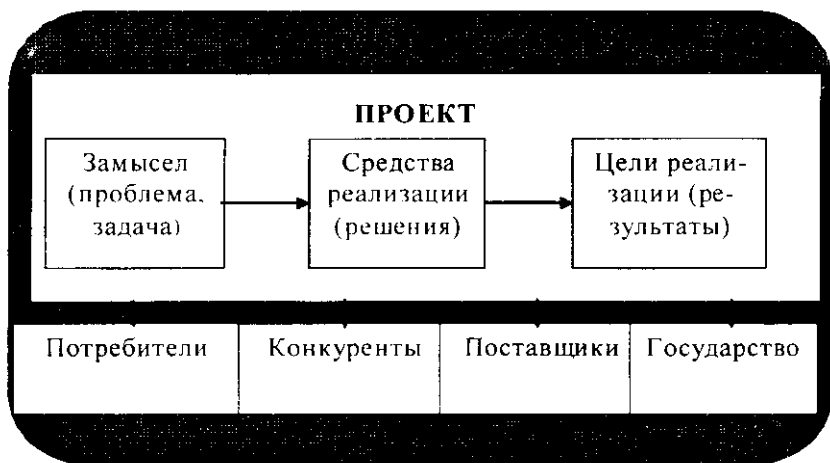 ПРОЕКТ
Замысел
(проблема,
задача)
Средства
реализации
(решения)
Цели реали-
зации (ре-
зультаты)
Потребители
Конкуренты
Поставщики
Государство